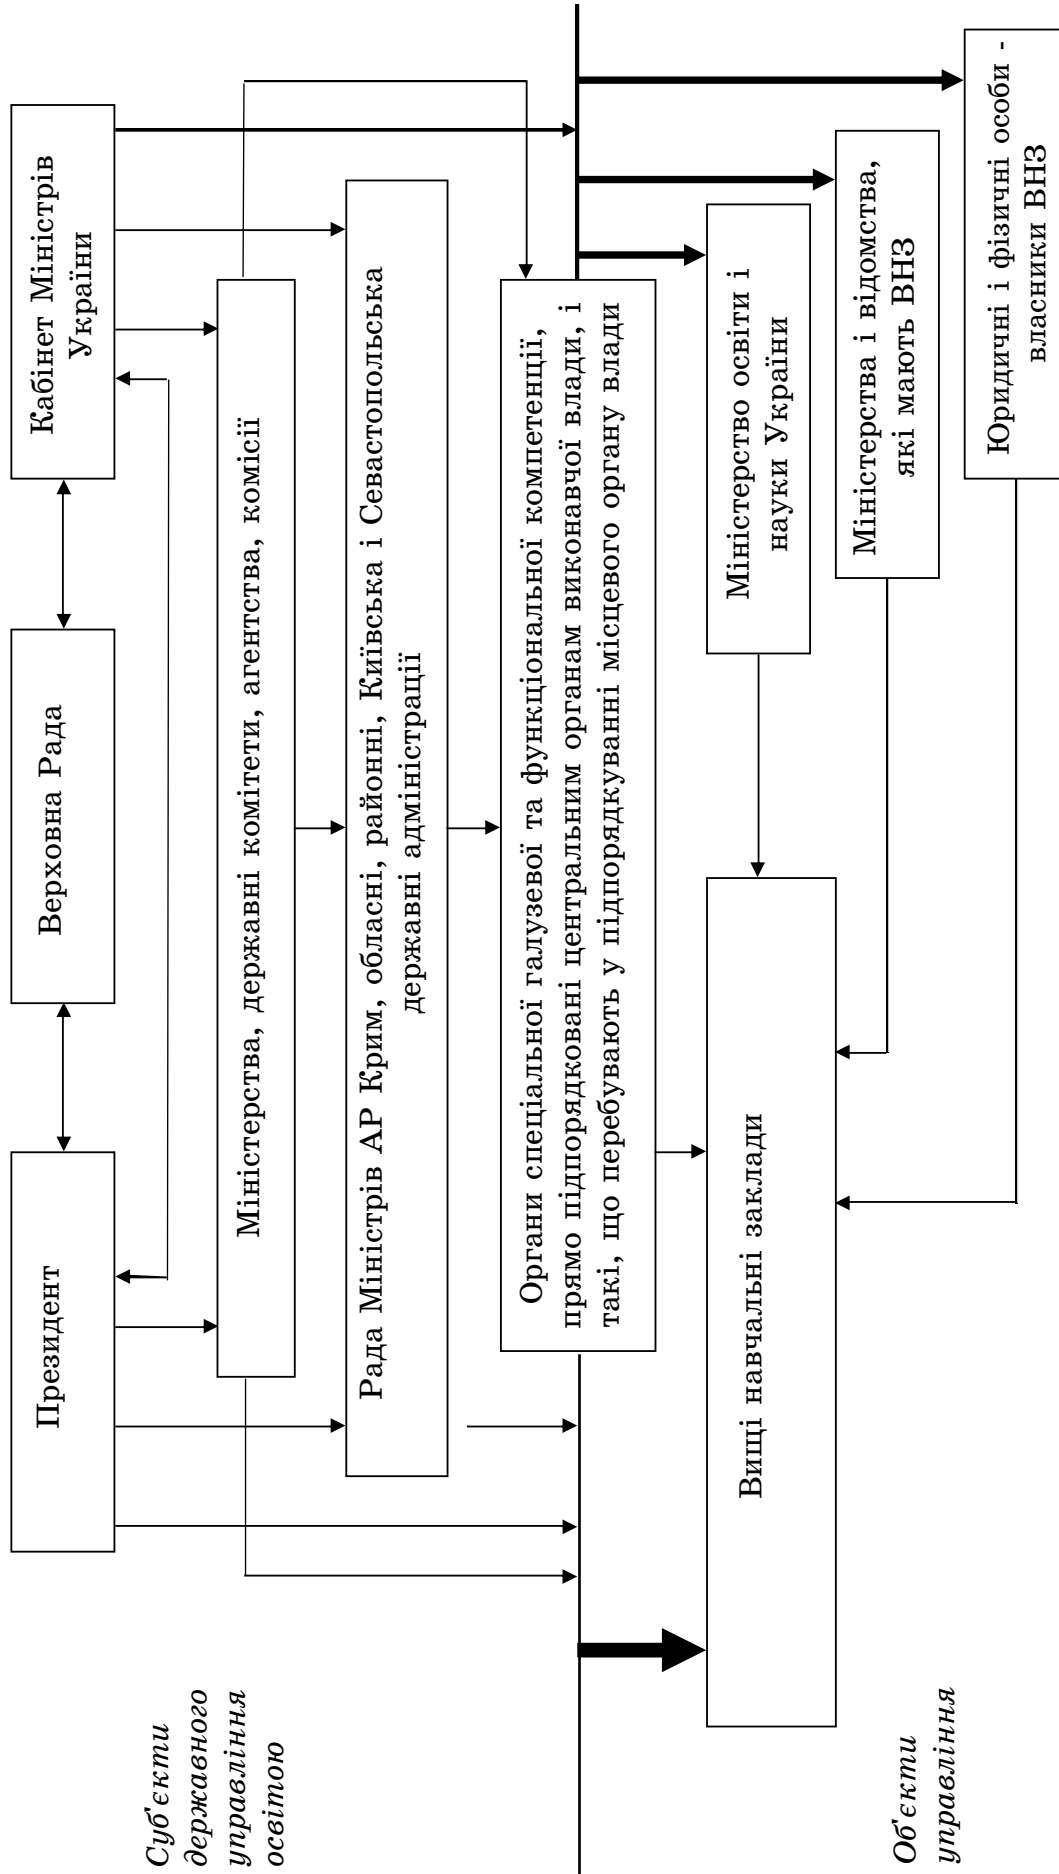 Президент
Верховна Рада
Кабінет Міністрів
України
Суб'єкти
державного
управління
освітою
Міністерства, державні комітети, агентства, комісії
Рада Міністрів АР Крим, обласні, районні, Київська і Севастопольська
державні адміністрації
Органи спеціальної галузевої та функціональної компетенції,
прямо підпорядковані центральним органам виконавчої влади, і
такі, що перебувають у підпорядкуванні місцевого органу влади
Вищі навчальні заклади
Міністерство освіти і
науки України
Міністерства і відомства,
які мають ВНЗ
Юридичні і фізичні особи -
власники ВНЗ
Об'єкти
управління